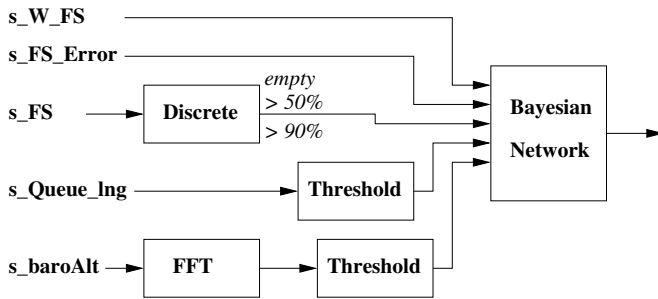 s_W_FS
s_FS_Error
empty
> 50%
s_FS
Discrete
> 90%
Bayesian
Network
s_Queue_lng
Threshold
s_baroAlt
FFT
Threshold